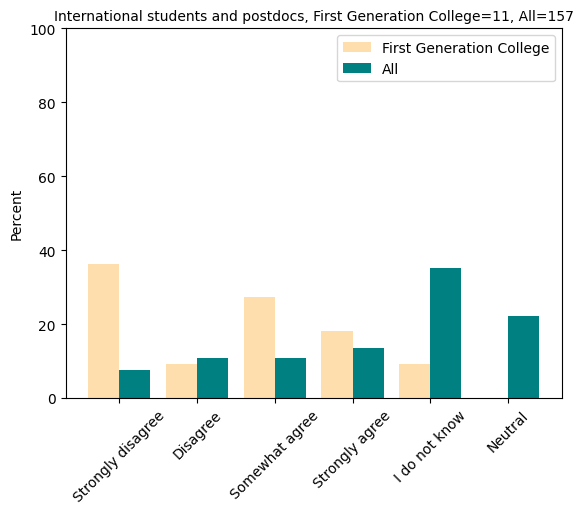 International students and postdocs, First Generation College=11, All=157
First Generation College
All
Percent
100
80
60
40
20
0
Strongly disagree
Disagree
Somewhat agree
Strongly agree
I do not know
Neutral